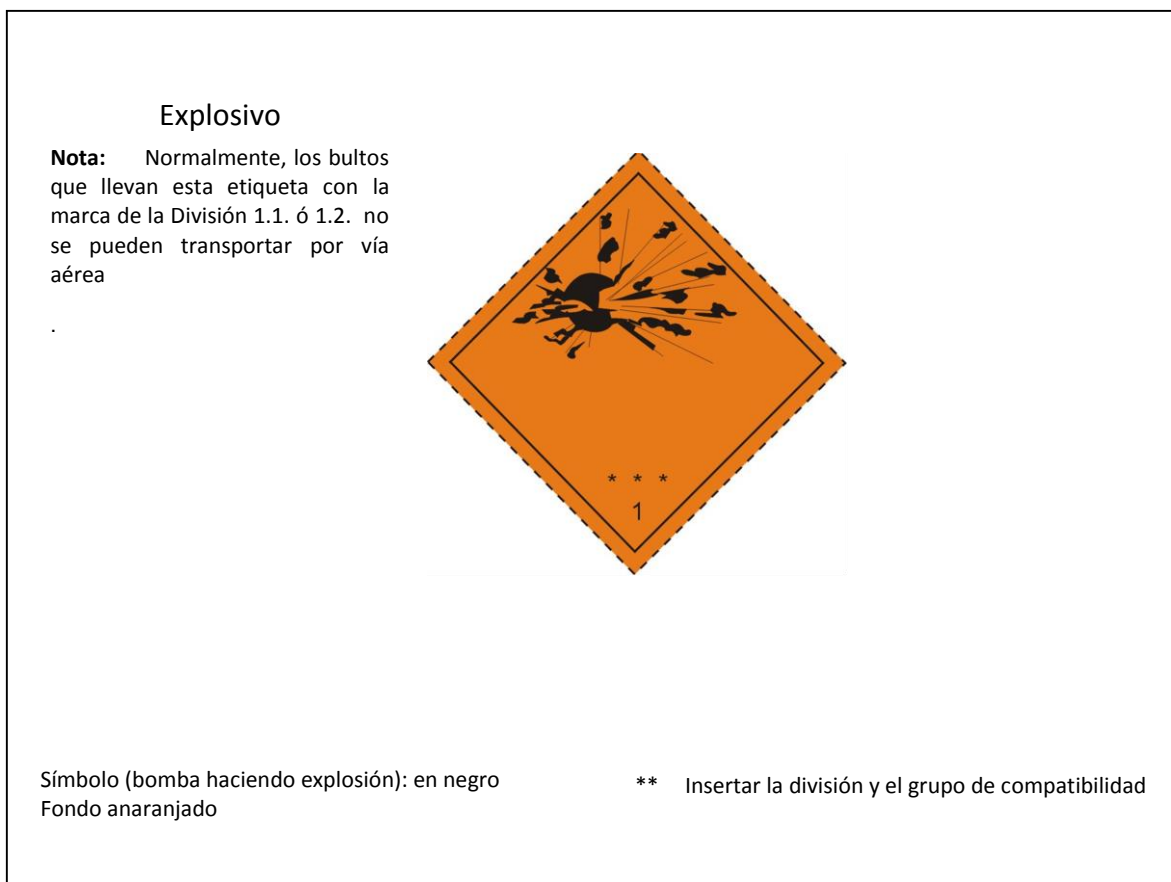 Explosivo
Nota: Normalmente, los bultos
que llevan esta etiqueta con la
marca de la División 1.1. ó 1.2. no
se pueden transportar por vía
aérea
.
* * *
1
Símbolo (bomba haciendo explosión): en negro
Fondo anaranjado
** Insertar la división y el grupo de compatibilidad